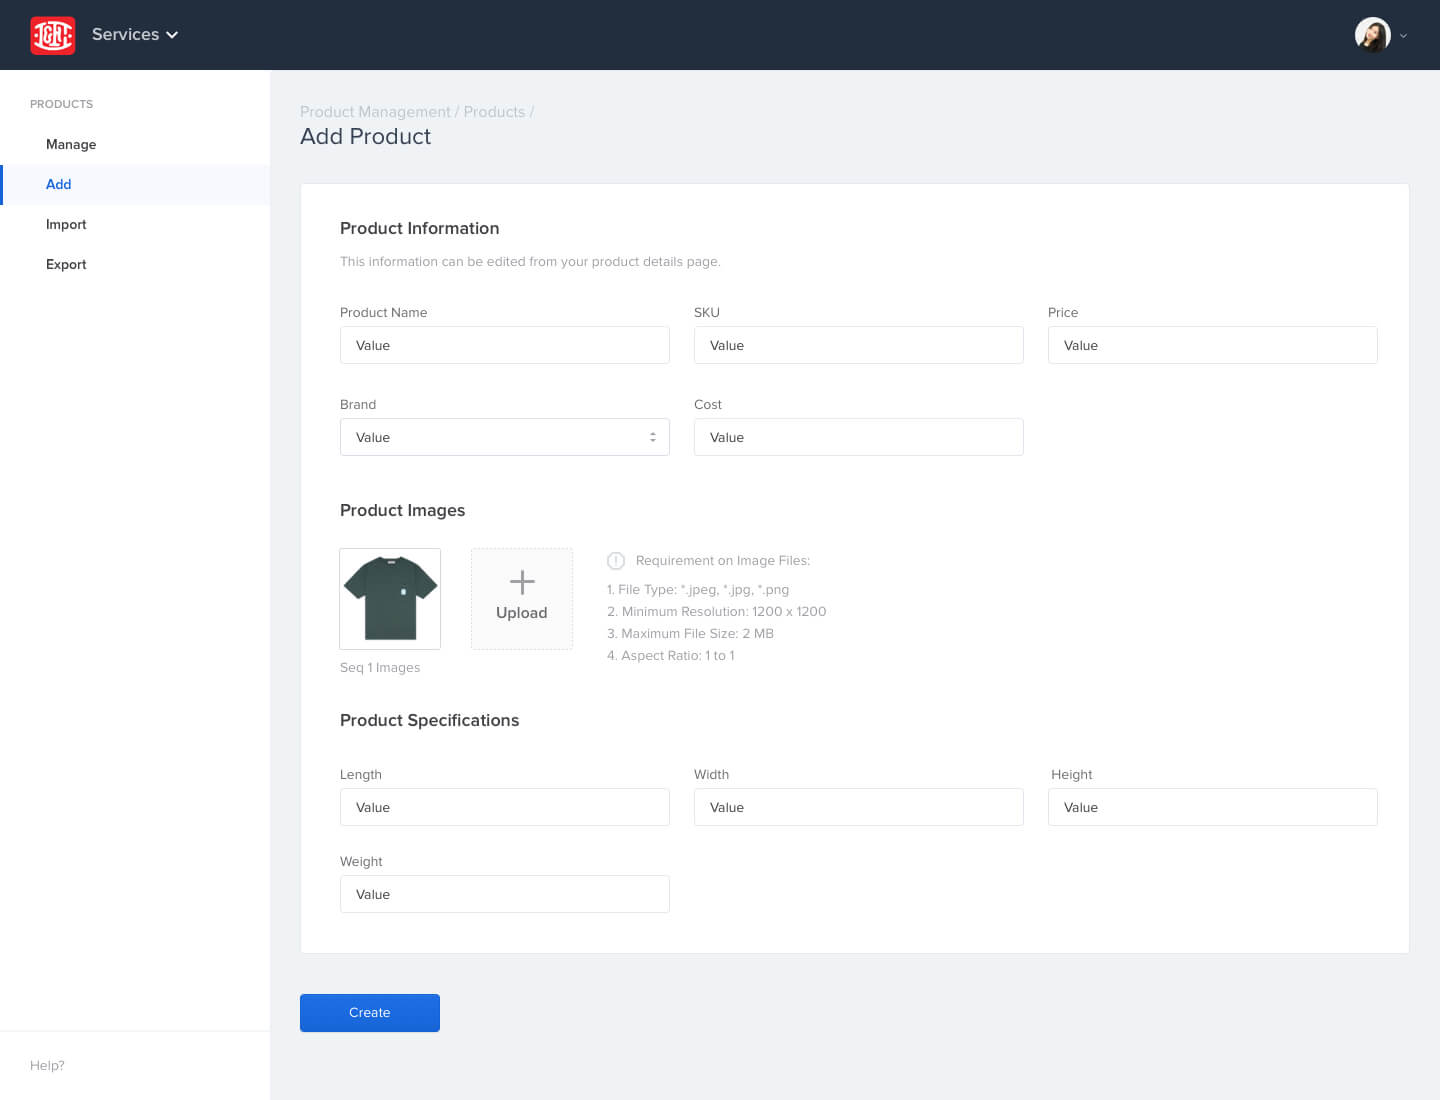 Services
PRODUCTS
Manage
Add
Import
Export
Help?
Product Management / Products /
Add Product
Product Information
This information can be edited from your product details page.
Product Name
Value
SKU
Value
Price
Value
Brand
Value
Cost
Value
Product Images
Seq 1 Images
Upload
Requirement on Image Files:
1. File Type: *.jpeg, *.jpg, *.png
2. Minimum Resolution: 1200 x 1200
3. Maximum File Size: 2 MB
4. Aspect Ratio: 1 to 1
Product Specifications
Length
Value
Width
Value
Height
Value
Weight
Value
Create